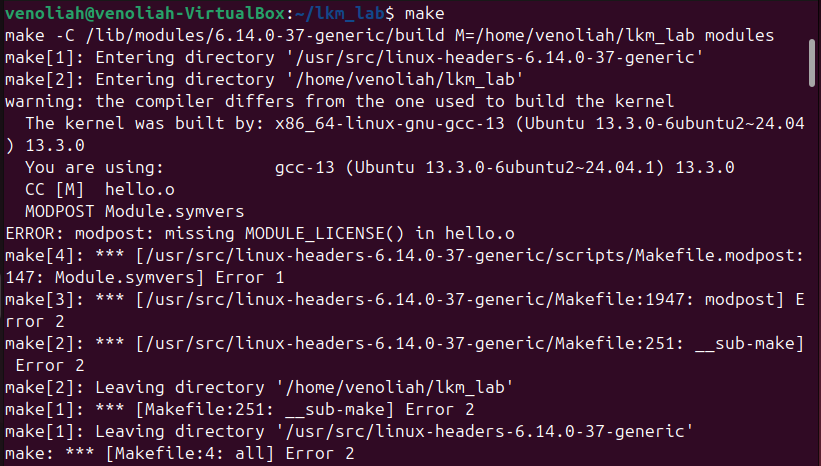 venoliah@venoliah-VirtualBox:~/lkm_lab$ make
make -C /lib/modules/6.14.0-37-generic/build M=/home/venoliah/lkm_lab modules
make[1]: Entering directory '/usr/src/linux-headers-6.14.0-37-generic'
make[2]: Entering directory '/home/venoliah/lkm_lab'
warning: the compiler differs from the one used to build the kernel
  The kernel was built by: x86_64-linux-gnu-gcc-13 (Ubuntu 13.3.0-6ubuntu2~24.04
) 13.3.0
  You are using:           gcc-13 (Ubuntu 13.3.0-6ubuntu2~24.04.1) 13.3.0
  CC [M]  hello.o
  MODPOST Module.symvers
ERROR: modpost: missing MODULE_LICENSE() in hello.o
make[4]: *** [/usr/src/linux-headers-6.14.0-37-generic/scripts/Makefile.modpost:
147: Module.symvers] Error 1
make[3]: *** [/usr/src/linux-headers-6.14.0-37-generic/Makefile:1947: modpost] E
rror 2
make[2]: *** [/usr/src/linux-headers-6.14.0-37-generic/Makefile:251: __sub-make]
 Error 2
make[2]: Leaving directory '/home/venoliah/lkm_lab'
make[1]: *** [Makefile:251: __sub-make] Error 2
make[1]: Leaving directory '/usr/src/linux-headers-6.14.0-37-generic'
make: *** [Makefile:4: all] Error 2